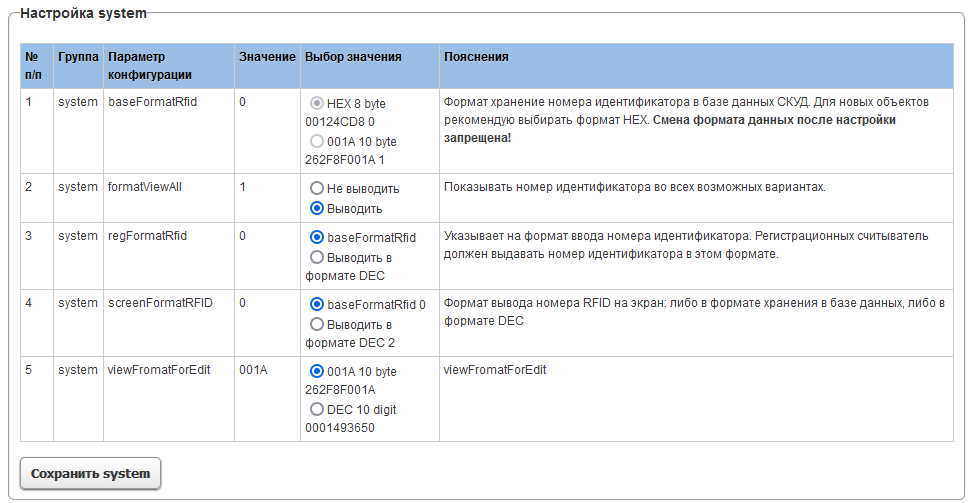 Настройка system
№ п/п Группа Параметр конфигурации Значение Выбор значения Пояснения
1 system baseFormatRfid 0
HEX 8 byte
00124CD8 0
001A 10 byte
262F8F001A 1
Формат хранение номера идентификатора в базе данных СКУД. Для новых объектов
рекомендую выбирать формат HEX. Смена формата данных после настройки
запрещена!
2 system formatViewAll 1
Не выводить
Выводить
Показывать номер идентификатора во всех возможных вариантах.
3 system regFormatRfid 0
baseFormatRfid
Выводить в
формате DEC
Указывает на формат ввода номера идентификатора. Регистрационных считыватель
должен выдавать номер идентификатора в этом формате.
4 system screenFormatRFID 0
baseFormatRfid 0
Выводить в
формате DEC 2
Формат вывода номера RFID на экран: либо в формате хранения в базе данных, либо в
формате DEC
5 system viewFromatForEdit 001A
001A 10 byte
262F8F001A
DEC 10 digit
0001493650
viewFromatForEdit
Сохранить system